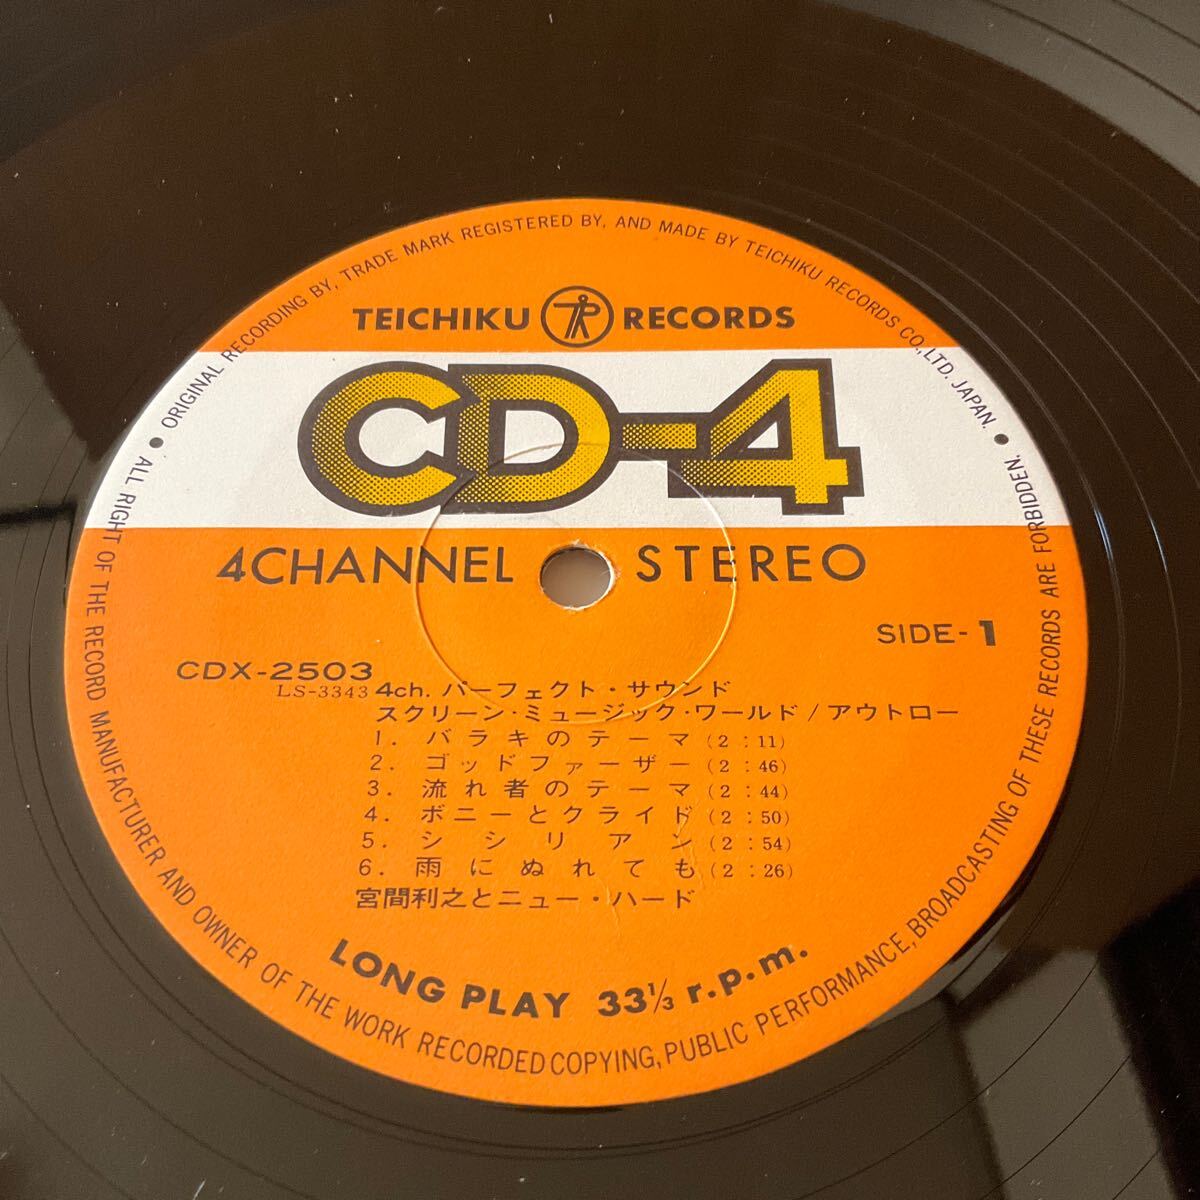 • ORIGINAL RECORDING BY, TRADE MARK REGISTERED BY, AND MADE BY TEICHIKU RECORDS CO., LTD. JAPAN. •
TEICHIKU TR RECORDS
CD-4
4CHANNEL STEREO
SIDE-1
CDX-2503
LS-3343
4ch. パーフェクト・サウンド
スクリーン・ミュージック・ワールド/アウトロー
1. バラキのテーマ (2:11)
2. ゴッドファーザー (2:46)
3. 流れ者のテーマ (2:44)
4. ボニーとクライド (2:50)
5. シシリアン (2:54)
6. 雨にぬれても (2:26)
宮間利之とニュー・ハード
LONG PLAY 33 1/3 r.p.m.
ALL RIGHT OF THE RECORD MANUFACTURER AND OWNER OF THE WORK RECORDED COPYING, PUBLIC PERFORMANCE, BROADCASTING OF THESE RECORDS ARE FORBIDDEN.